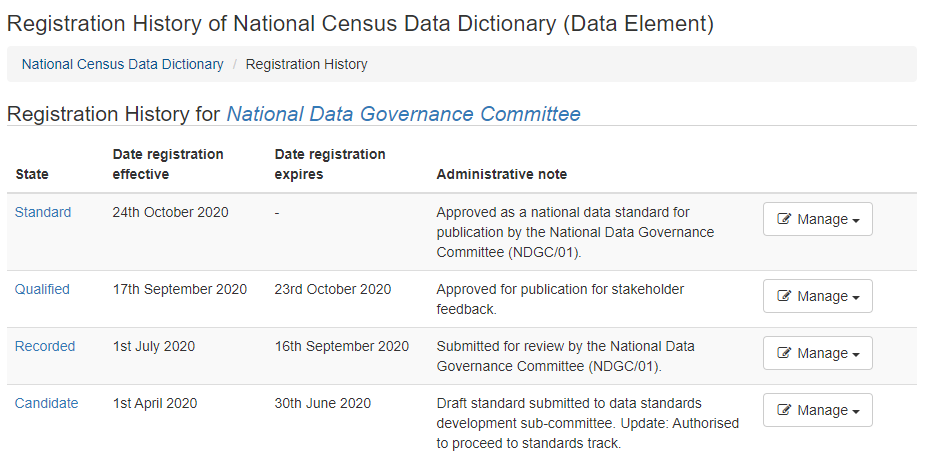 Registration History of National Census Data Dictionary (Data Element)
National Census Data Dictionary / Registration History
Registration History for National Data Governance Committee
State
Date registration
effective
Date registration
expires
Administrative note
Standard
24th October 2020
-
Approved as a national data standard for
publication by the National Data Governance
Committee (NDGC/01).
Manage
Qualified
17th September 2020
23rd October 2020
Approved for publication for stakeholder
feedback.
Manage
Recorded
1st July 2020
16th September 2020
Submitted for review by the National Data
Governance Committee (NDGC/01).
Manage
Candidate
1st April 2020
30th June 2020
Draft standard submitted to data standards
development sub-committee. Update: Authorised
to proceed to standards track.
Manage